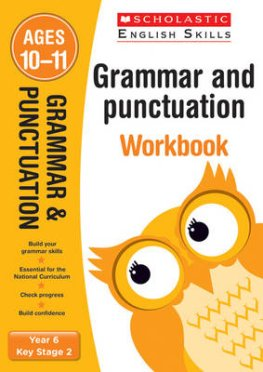 SCHOLASTIC
ENGLISH SKILLS
AGES
10–11
Grammar and
punctuation
Workbook
GRAMMAR &
PUNCTUATION
Build your
grammar skills
Essential for the
National Curriculum
Check progress
Build confidence
Year 6
Key Stage 2